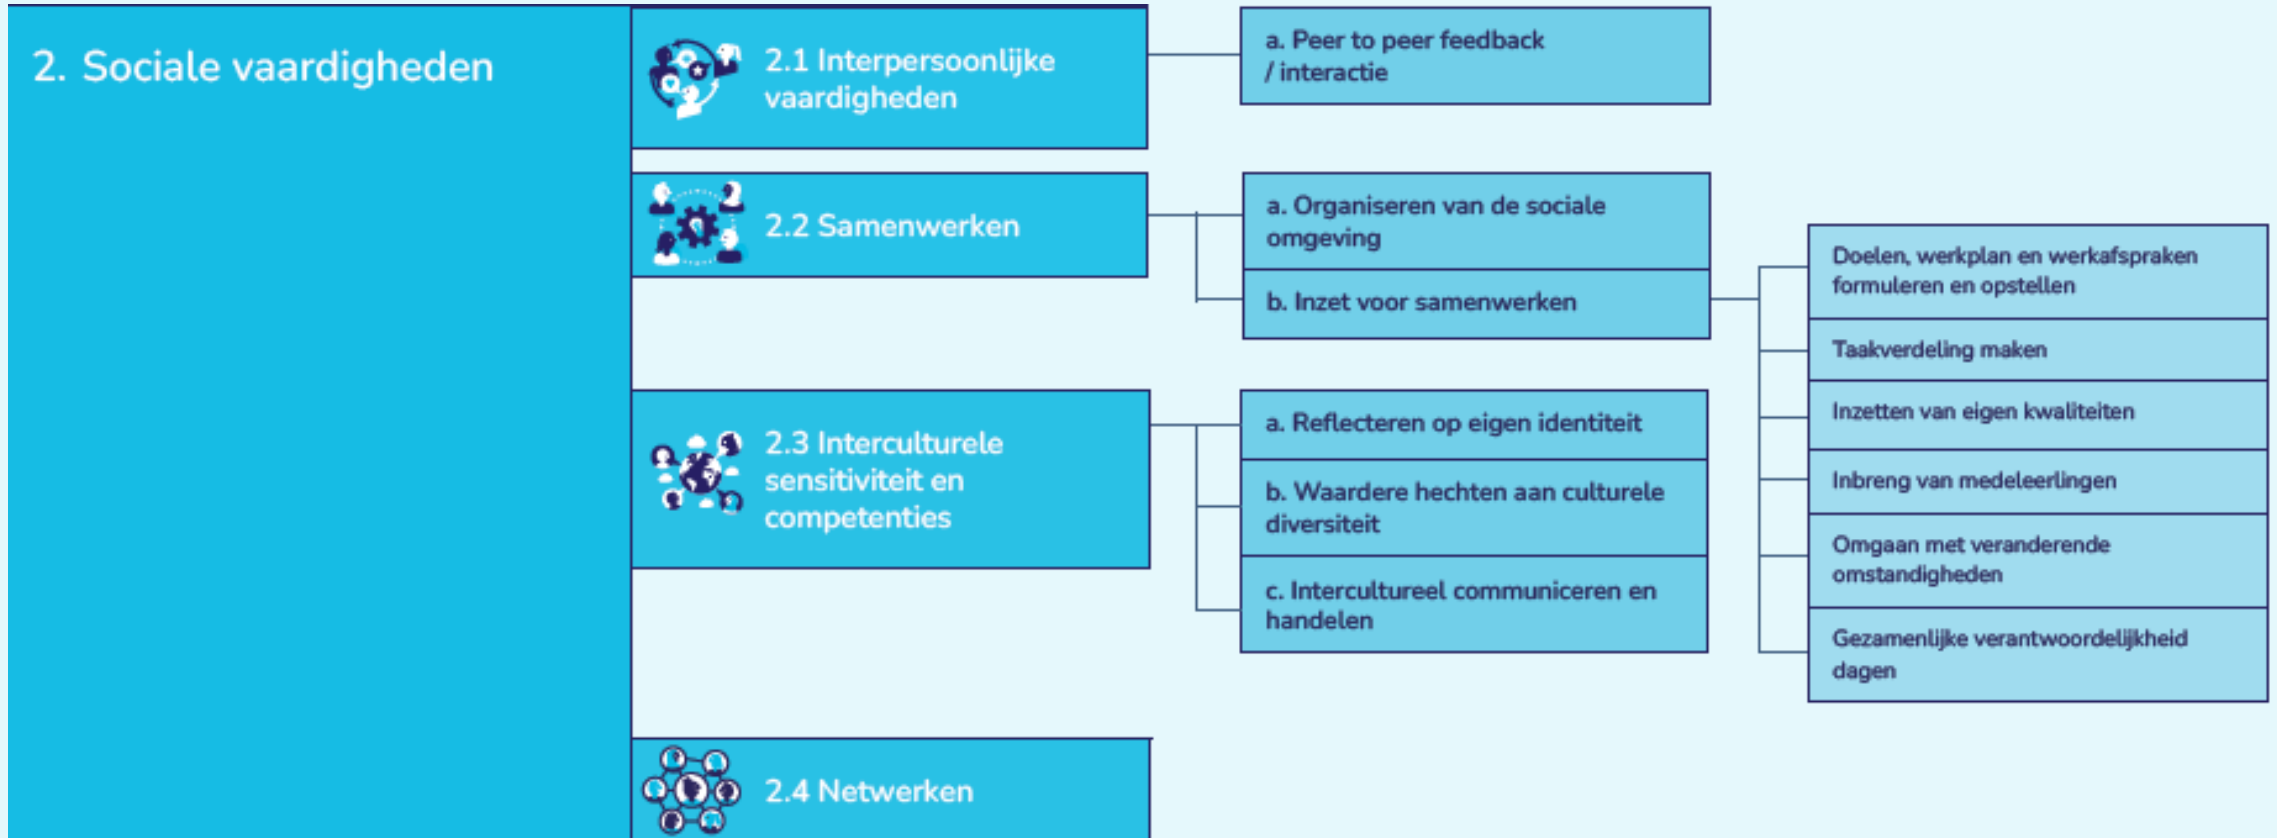 2. Sociale vaardigheden
2.1 Interpersoonlijke
vaardigheden
a. Peer to peer feedback
/ interactie
2.2 Samenwerken
a. Organiseren van de sociale
omgeving
b. Inzet voor samenwerken
Doelen, werkplan en werkafspraken
formuleren en opstellen
Taakverdeling maken
Inzetten van eigen kwaliteiten
Inbreng van medeleerlingen
Omgaan met veranderende
omstandigheden
Gezamenlijke verantwoordelijkheid
dagen
2.3 Interculturele
sensitiviteit en
competenties
a. Reflecteren op eigen identiteit
b. Waardere hechten aan culturele
diversiteit
c. Intercultureel communiceren en
handelen
2.4 Netwerken